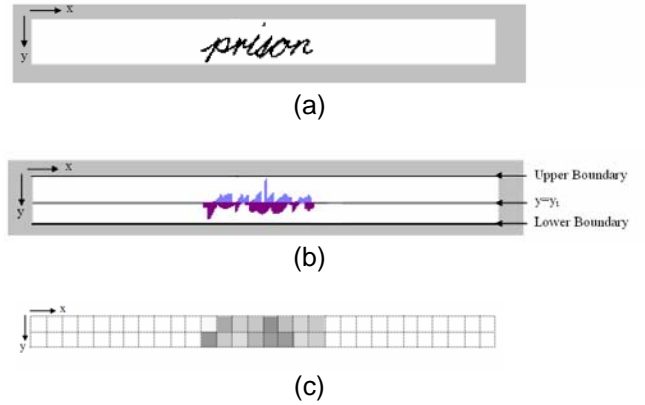 x
y
prison
(a)
x
y
Upper Boundary
y=y₁
Lower Boundary
(b)
x
y
(c)